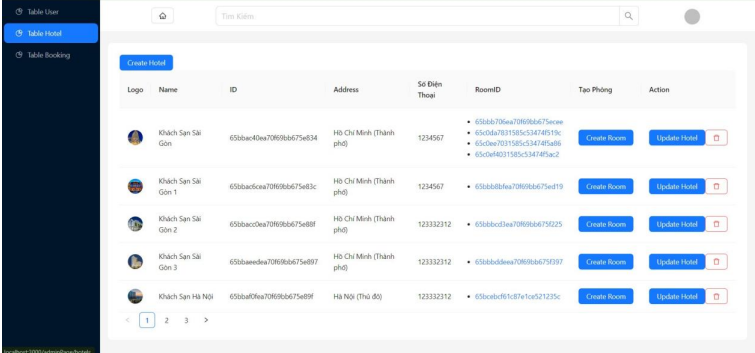 Table User
Tìm Kiếm
Table Hotel
Table Booking
Create Hotel
Logo Name ID Address Số Điện Thoại RoomID Tạo Phòng Action
Khách Sạn Sài Gòn 65bbac40ea70f69bb675e834 Hồ Chí Minh (Thành phố) 1234567
65bbb706ea70f69bb675ecee
65c0da7831585c53474f519c
65c0ee7031585c53474f5a86
65c0ef4031585c53474f5ac2
Create Room Update Hotel
Khách Sạn Sài Gòn 1 65bbac6cea70f69bb675e83c Hồ Chí Minh (Thành phố) 1234567 65bbb8bfea70f69bb675ed19 Create Room Update Hotel
Khách Sạn Sài Gòn 2 65bbacc0ea70f69bb675e88f Hồ Chí Minh (Thành phố) 123332312 65bbbcd3ea70f69bb675f225 Create Room Update Hotel
Khách Sạn Sài Gòn 3 65bbaeedea70f69bb675e897 Hồ Chí Minh (Thành phố) 123332312 65bbbddeea70f69bb675f397 Create Room Update Hotel
Khách Sạn Hà Nội 65bbaf0fea70f69bb675e89f Hà Nội (Thủ đô) 123332312 65bcebcf61c87e1ce521235c Create Room Update Hotel
< 1 2 3 >
localhost:3001/adminPage/hotels